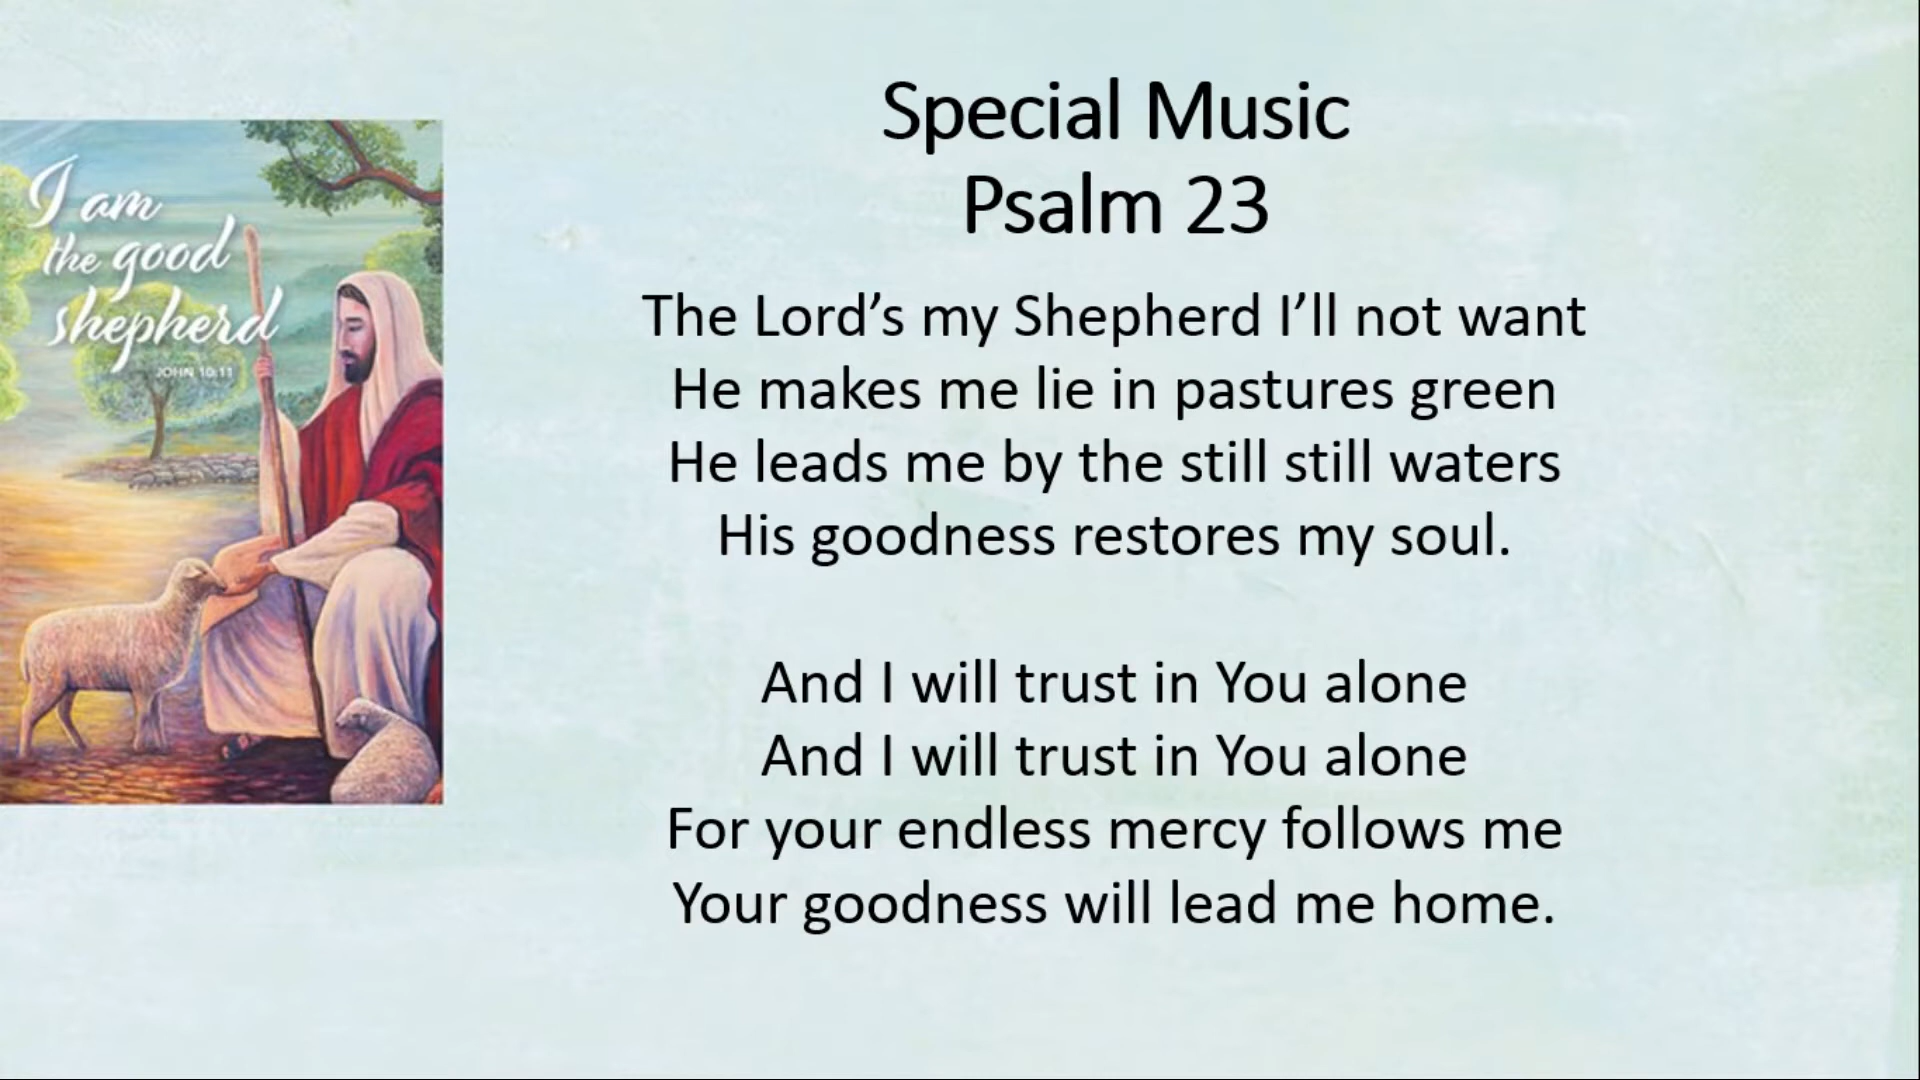 I am
the good
shepherd
JOHN 10:11
Special Music
Psalm 23
The Lord’s my Shepherd I’ll not want
He makes me lie in pastures green
He leads me by the still still waters
His goodness restores my soul.
And I will trust in You alone
And I will trust in You alone
For your endless mercy follows me
Your goodness will lead me home.